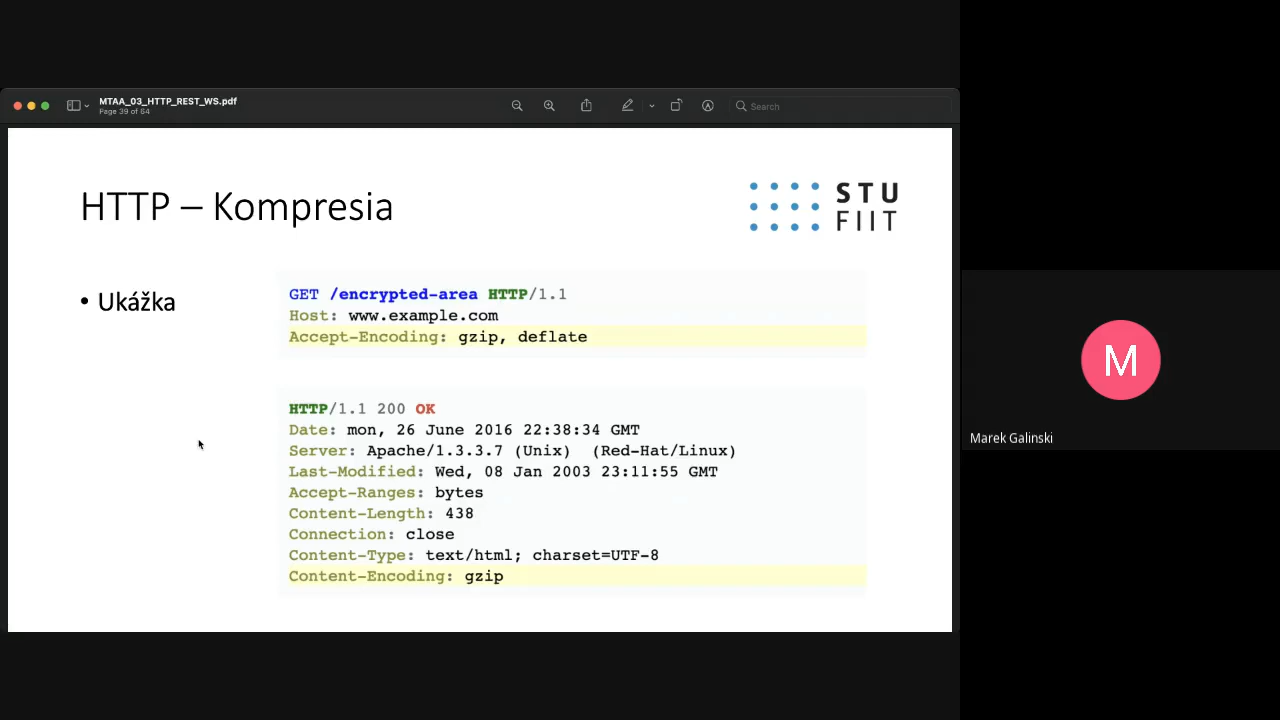 MTAA_03_HTTP_REST_WS.pdf
Page 39 of 64
Search
HTTP – Kompresia
STU
FIIT
• Ukážka
GET /encrypted-area HTTP/1.1
Host: www.example.com
Accept-Encoding: gzip, deflate
HTTP/1.1 200 OK
Date: mon, 26 June 2016 22:38:34 GMT
Server: Apache/1.3.3.7 (Unix) (Red-Hat/Linux)
Last-Modified: Wed, 08 Jan 2003 23:11:55 GMT
Accept-Ranges: bytes
Content-Length: 438
Connection: close
Content-Type: text/html; charset=UTF-8
Content-Encoding: gzip
M
Marek Galinski